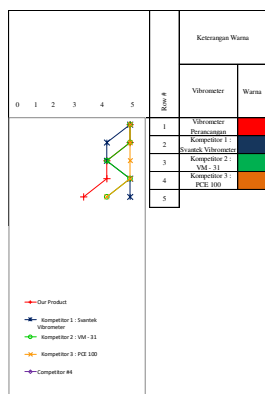 Keterangan Warna
0 1 2 3 4 5
Row #
Vibrometer
Warna
1 Vibrometer
Perancangan
2 Kompetitor 1 :
Svantek Vibrometer
3 Kompetitor 2 :
VM - 31
4 Kompetitor 3 :
PCE 100
5
Our Product
Kompetitor 1 : Svantek
Vibrometer
Kompetitor 2 : VM - 31
Kompetitor 3 : PCE 100
Competitor #4